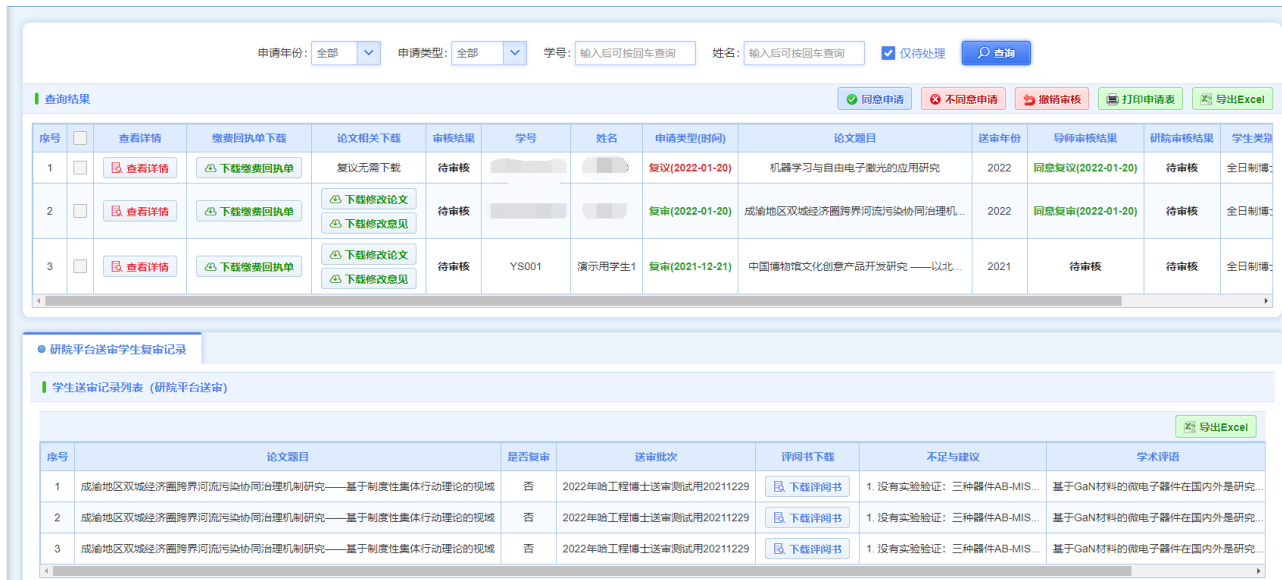 申请年份: 全部 申请类型: 全部 学号: 输入后可按回车查询 姓名: 输入后可按回车查询 仅待处理 查询
查询结果 同意申请 不同意申请 撤销审核 打印申请表 导出Excel
序号 查看详情 缴费回执单下载 论文相关下载 审核结果 学号 姓名 申请类型(时间) 论文题目 送审年份 导师审核结果 研院审核结果 学生类别
1 查看详情 下载缴费回执单 复议无需下载 待审核 复议(2022-01-20) 机器学习与自由电子激光的应用研究 2022 同意复议(2022-01-20) 待审核 全日制博
2 查看详情 下载缴费回执单 下载修改论文 待审核 复审(2022-01-20) 成渝地区双城经济圈跨界河流污染协同治理机... 2022 同意复审(2022-01-20) 待审核 全日制博
下载修改意见
3 查看详情 下载缴费回执单 下载修改论文 待审核 YS001 演示用学生1 复审(2021-12-21) 中国博物馆文化创意产品开发研究 ——以北... 2021 待审核 待审核 全日制博
下载修改意见
研院平台送审学生复审记录
学生送审记录列表 (研院平台送审)
导出Excel
序号 论文题目 是否复审 送审批次 评阅书下载 不足与建议 学术评语
1 成渝地区双城经济圈跨界河流污染协同治理机制研究——基于制度性集体行动理论的视域 否 2022年哈工程博士送审测试用20211229 下载评阅书 1. 没有实验验证: 三种器件AB-MIS... 基于GaN材料的微电子器件在国内外是研究...
2 成渝地区双城经济圈跨界河流污染协同治理机制研究——基于制度性集体行动理论的视域 否 2022年哈工程博士送审测试用20211229 下载评阅书 1. 没有实验验证: 三种器件AB-MIS... 基于GaN材料的微电子器件在国内外是研究...
3 成渝地区双城经济圈跨界河流污染协同治理机制研究——基于制度性集体行动理论的视域 否 2022年哈工程博士送审测试用20211229 下载评阅书 1. 没有实验验证: 三种器件AB-MIS... 基于GaN材料的微电子器件在国内外是研究...